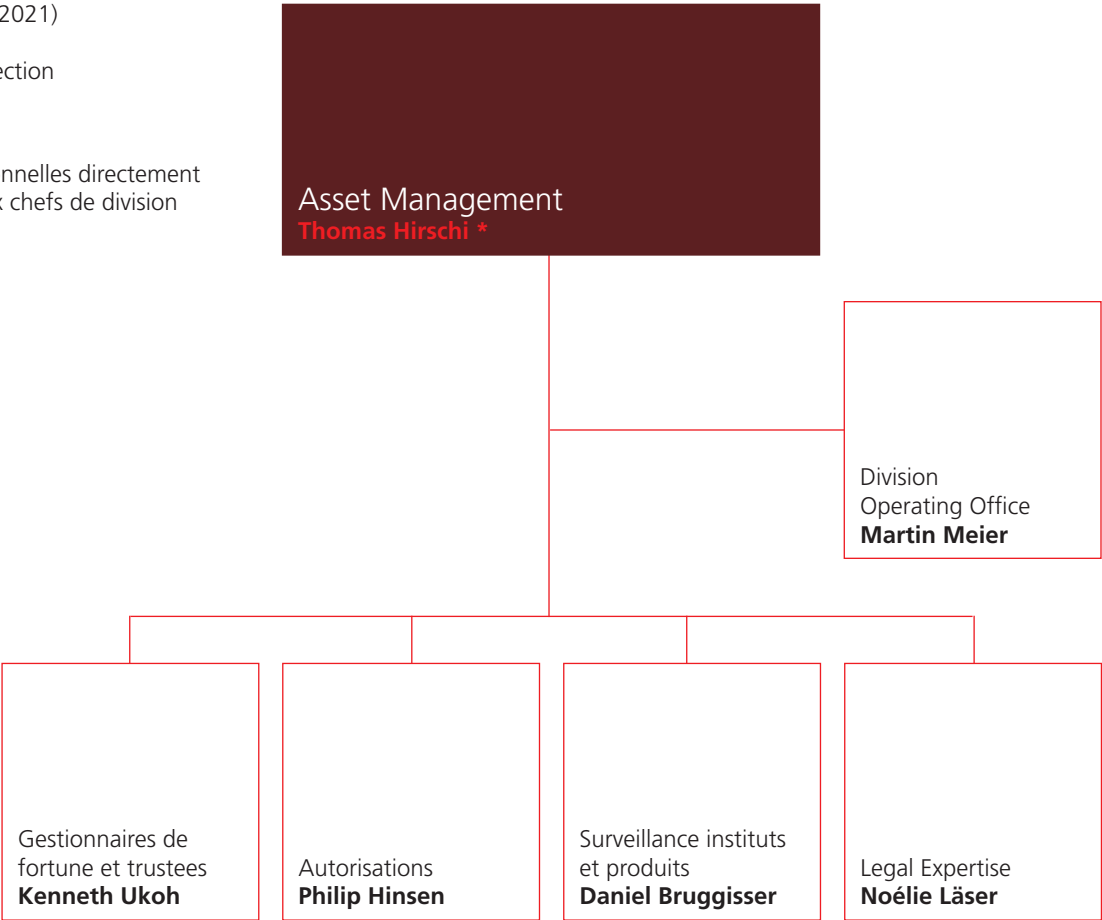 2021)
ection
nnelles directement
x chefs de division
Asset Management
Thomas Hirschi *
Division
Operating Office
Martin Meier
Gestionnaires de
fortune et trustees
Kenneth Ukoh
Autorisations
Philip Hinsen
Surveillance instituts
et produits
Daniel Bruggisser
Legal Expertise
Noélie Läser